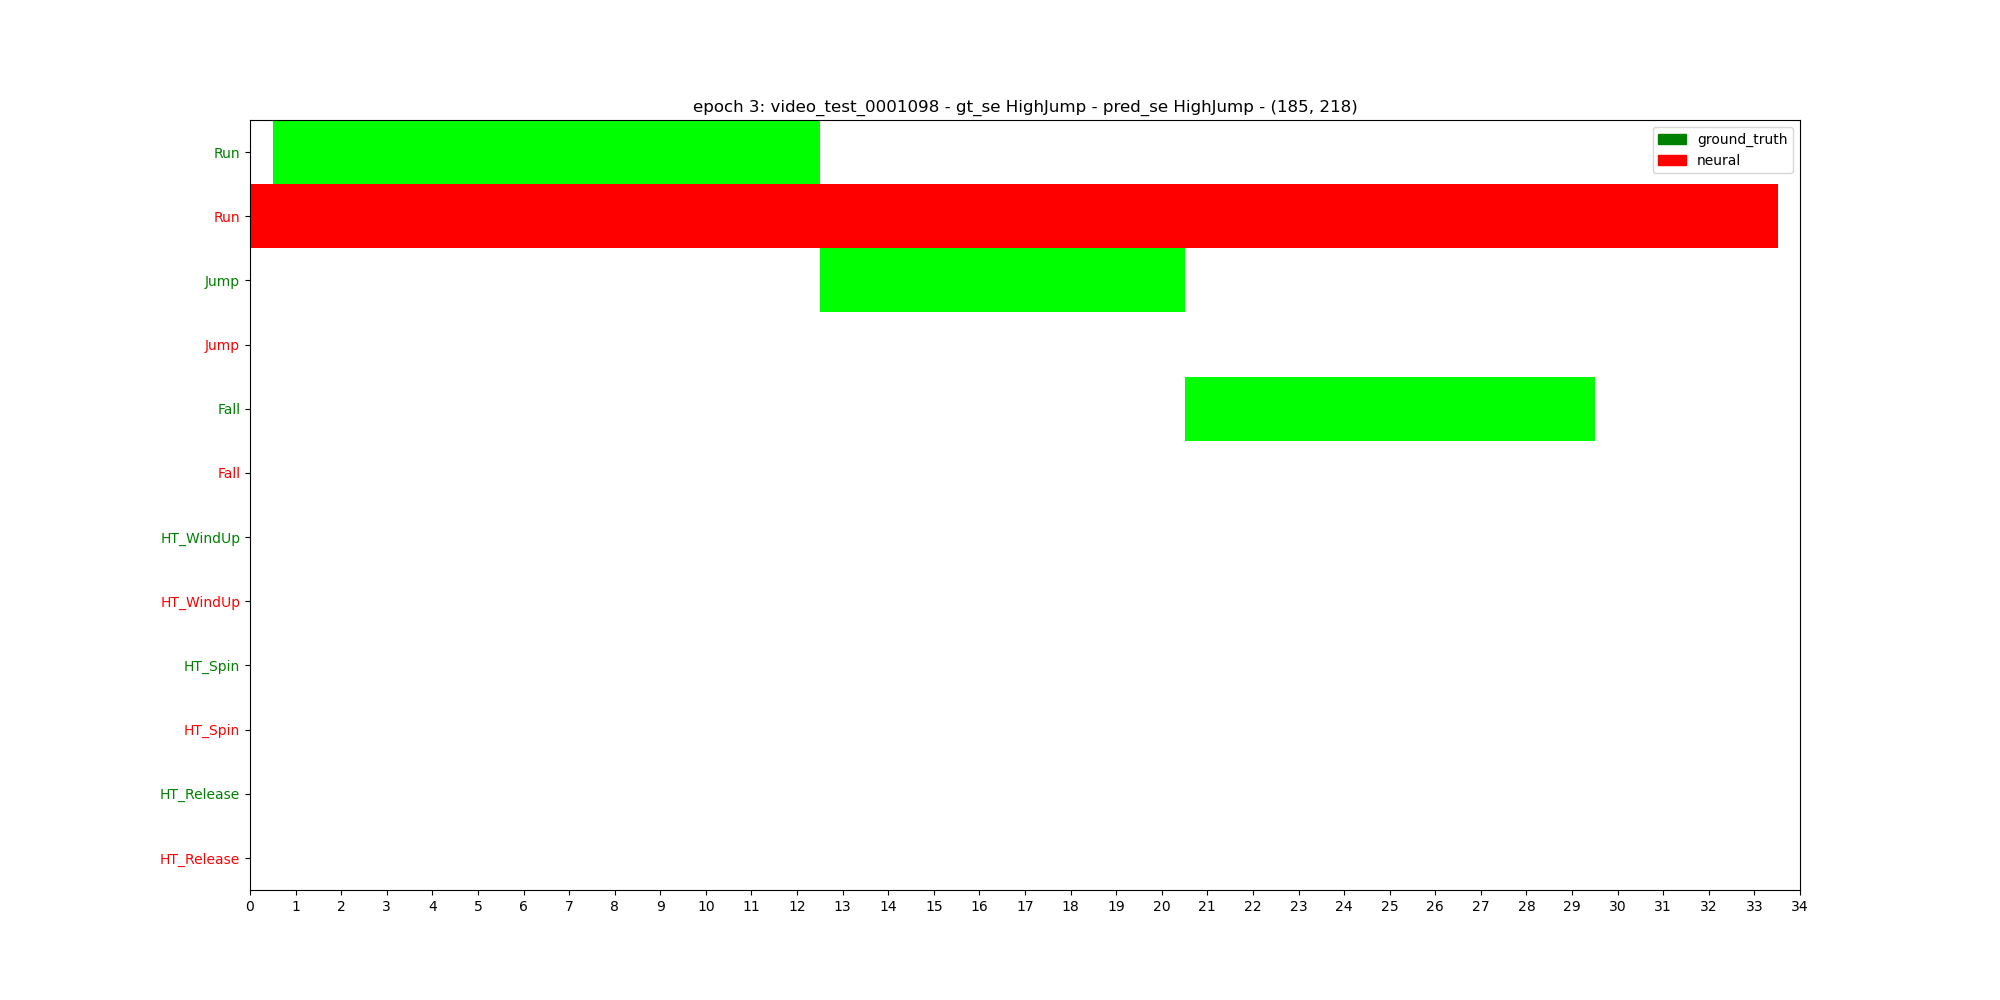 epoch 3: video_test_0001098 - gt_se HighJump - pred_se HighJump - (185, 218)
ground_truth
neural
Run
Run
Jump
Jump
Fall
Fall
HT_WindUp
HT_WindUp
HT_Spin
HT_Spin
HT_Release
HT_Release
0 1 2 3 4 5 6 7 8 9 10 11 12 13 14 15 16 17 18 19 20 21 22 23 24 25 26 27 28 29 30 31 32 33 34